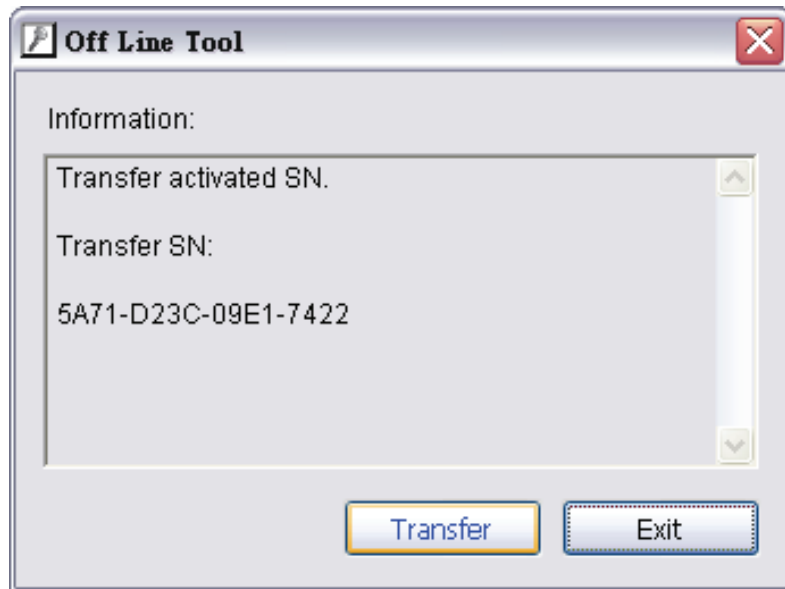 Off Line Tool
Information:
Transfer activated SN.
Transfer SN:
5A71-D23C-09E1-7422
Transfer
Exit